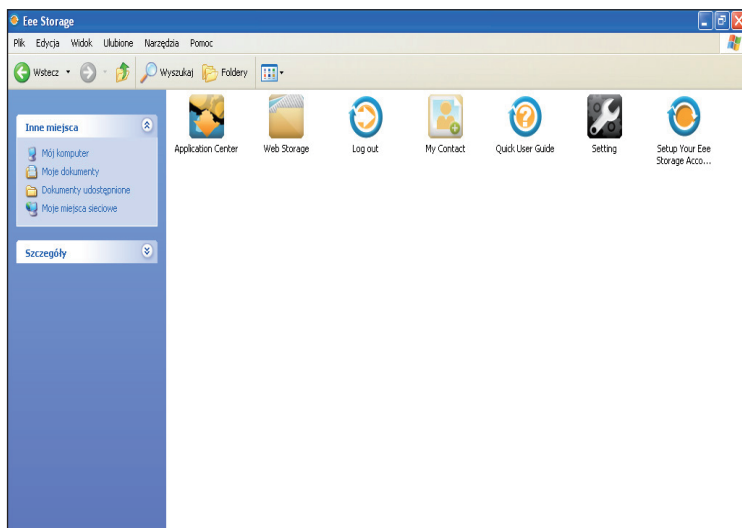 Eee Storage
Plik Edycja Widok Ulubione Narzędzia Pomoc
Wstecz Wyszukaj Foldery
Inne miejsca
Mój komputer
Moje dokumenty
Dokumenty udostępnione
Moje miejsca sieciowe
Szczegóły
Application Center Web Storage Log out My Contact Quick User Guide Setting Setup Your Eee
Storage Acco...